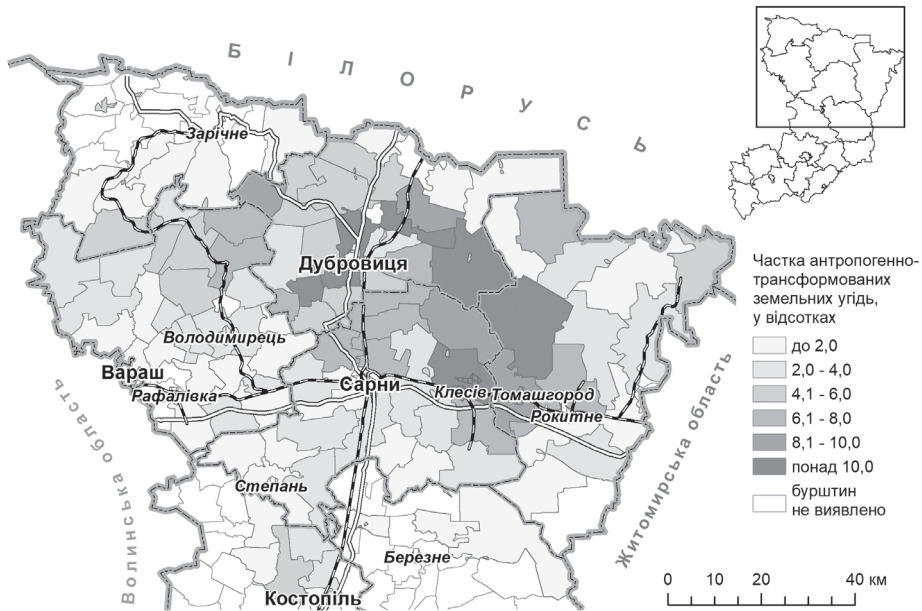 БІЛОРУСЬ
Зарічне
Дубровиця
Володимирець
Вараш
Рафалівка
Сарни
Клесів
Томашгород
Рокитне
Степань
Березне
Костопіль
Волинська область
Житомирська область
Частка антропогенно-
трансформованих
земельних угідь,
у відсотках
до 2,0
2,0 - 4,0
4,1 - 6,0
6,1 - 8,0
8,1 - 10,0
понад 10,0
бурштин
не виявлено
0 10 20 40 км